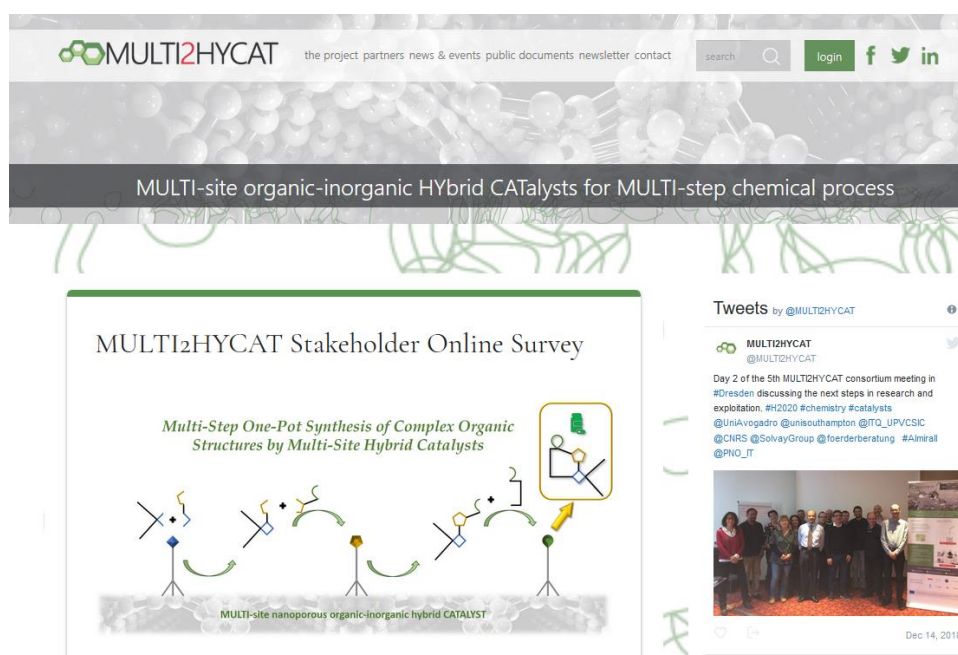 MULTI2HYCAT
the project partners news & events public documents newsletter contact
search
login
MULTI-site organic-inorganic HYbrid CATalysts for MULTI-step chemical process
MULTI2HYCAT Stakeholder Online Survey
Multi-Step One-Pot Synthesis of Complex Organic
Structures by Multi-Site Hybrid Catalysts
+
+
+
MULTI-site nanoporous organic-inorganic hybrid CATALYST
Tweets by @MULTI2HYCAT
MULTI2HYCAT
@MULTI2HYCAT
Day 2 of the 5th MULTI2HYCAT consortium meeting in
#Dresden discussing the next steps in research and
exploitation. #H2020 #chemistry #catalysts
@UniAvogadro @unisouthampton @ITQ_UPVCSIC
@CNRS @SolvayGroup @foerderberatung #Almirall
@PNO_IT
Dec 14, 2018